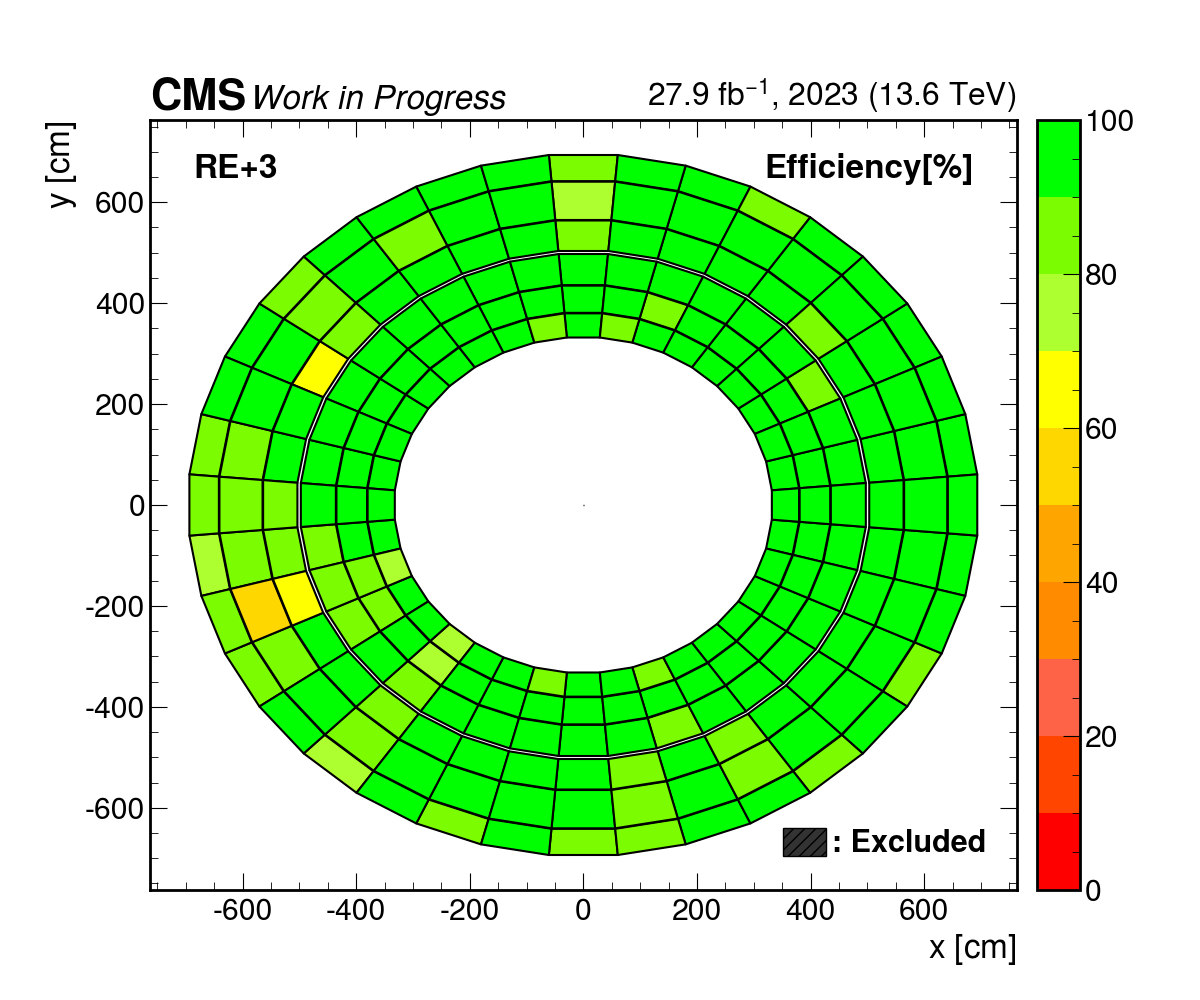 CMS Work in Progress 27.9 fb⁻¹, 2023 (13.6 TeV)
y [cm]
RE+3 Efficiency[%]
600
400
200
0
-200
-400
-600
: Excluded
-600 -400 -200 0 200 400 600
x [cm]
100
80
60
40
20
0